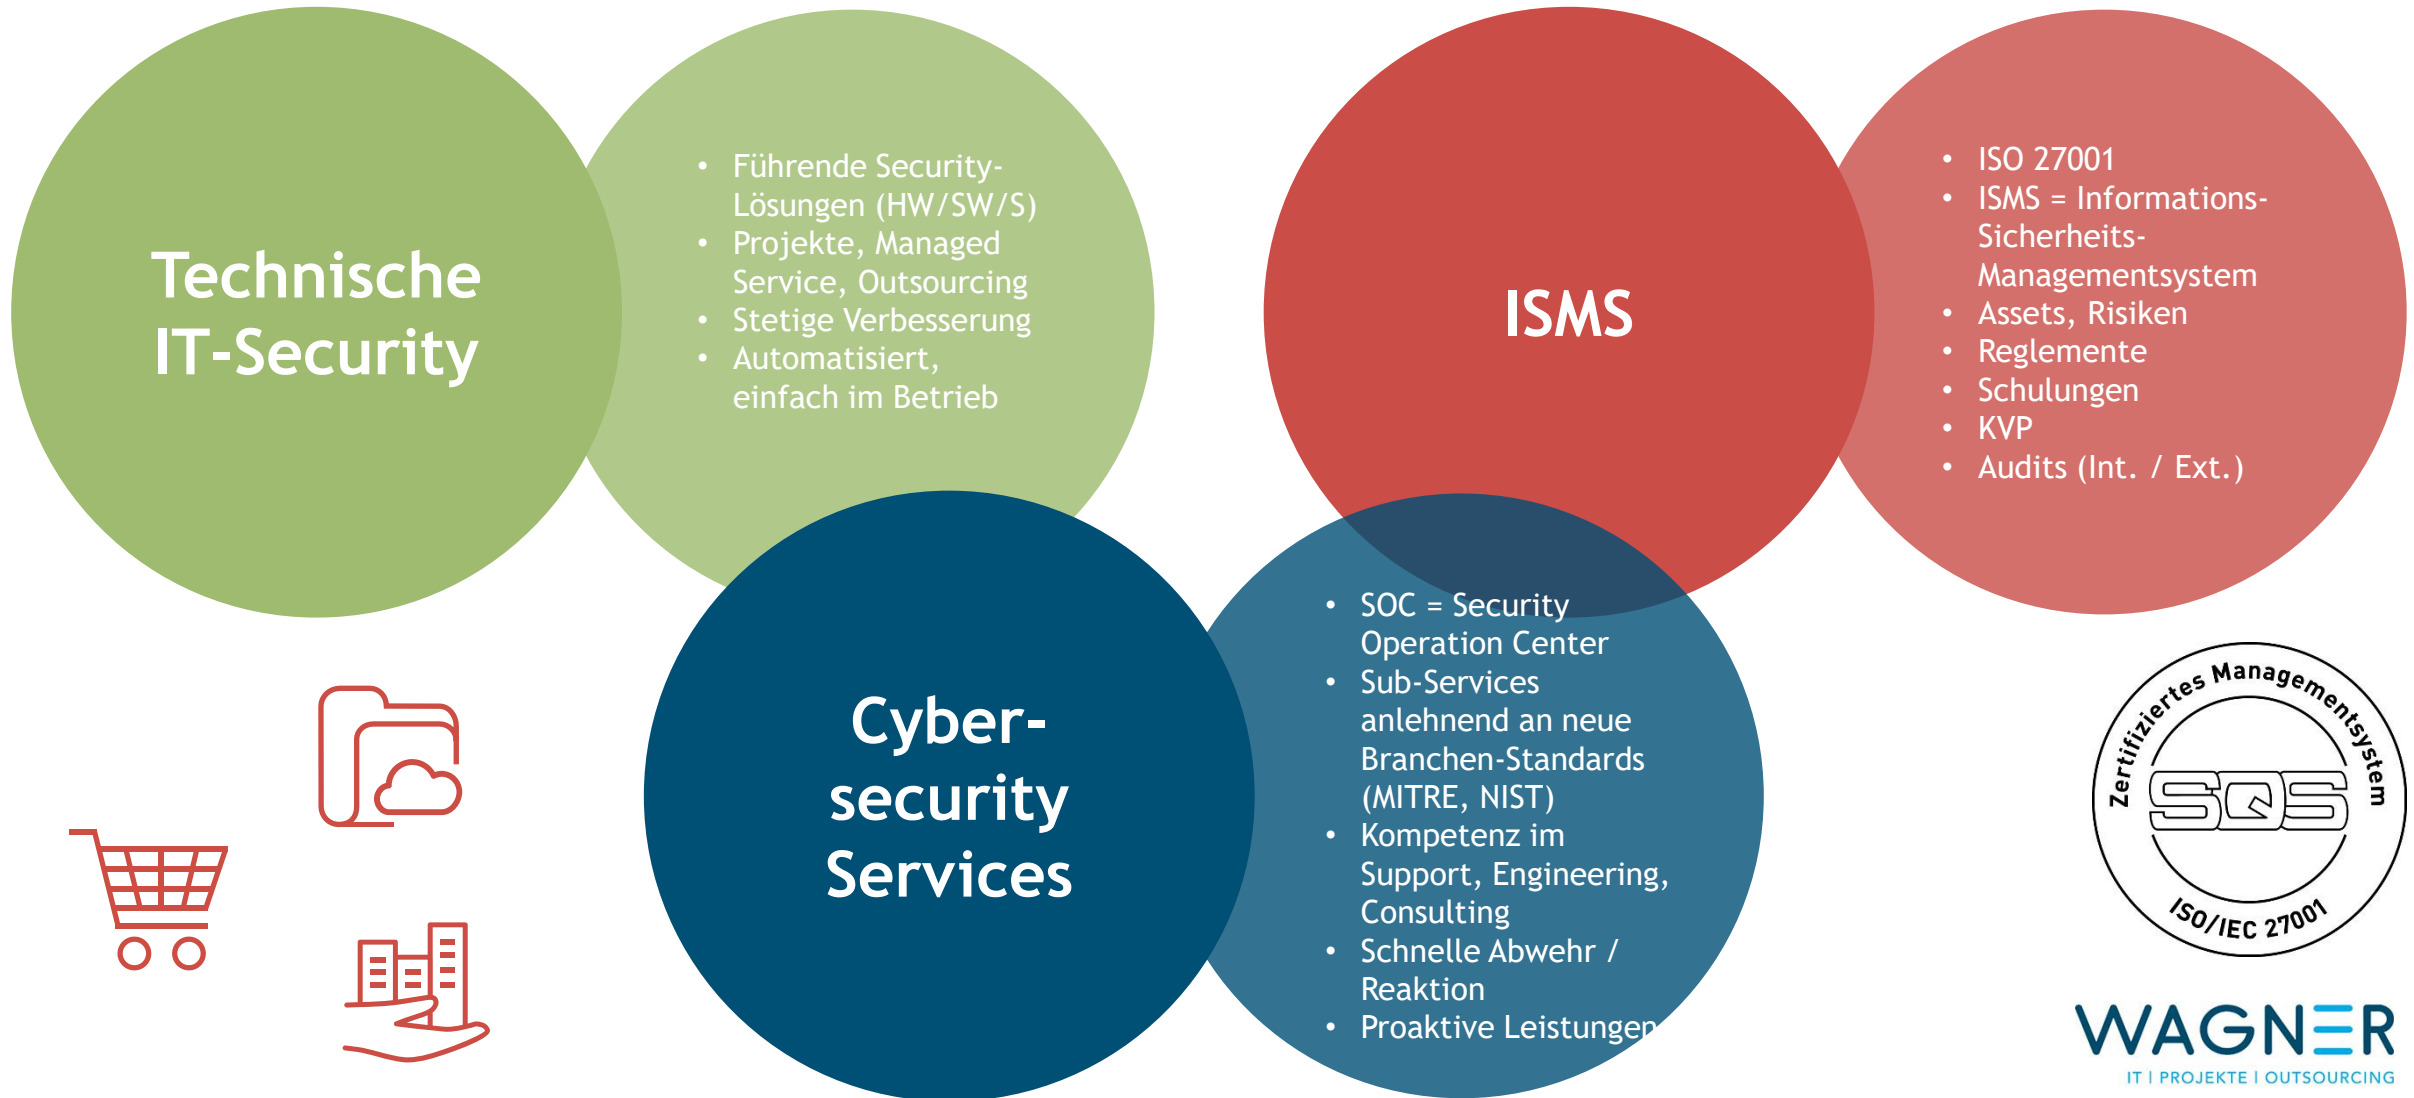 Technische
IT-Security
• Führende Security-
Lösungen (HW/SW/S)
• Projekte, Managed
Service, Outsourcing
• Stetige Verbesserung
• Automatisiert,
einfach im Betrieb
ISMS
• ISO 27001
• ISMS = Informations-
Sicherheits-
Managementsystem
• Assets, Risiken
• Reglemente
• Schulungen
• KVP
• Audits (Int. / Ext.)
Cyber-
security
Services
• SOC = Security
Operation Center
• Sub-Services
anlehnend an neue
Branchen-Standards
(MITRE, NIST)
• Kompetenz im
Support, Engineering,
Consulting
• Schnelle Abwehr /
Reaktion
• Proaktive Leistungen
Zertifiziertes Managementsystem
SQS
ISO/IEC 27001
WAGNER
IT | PROJEKTE | OUTSOURCING